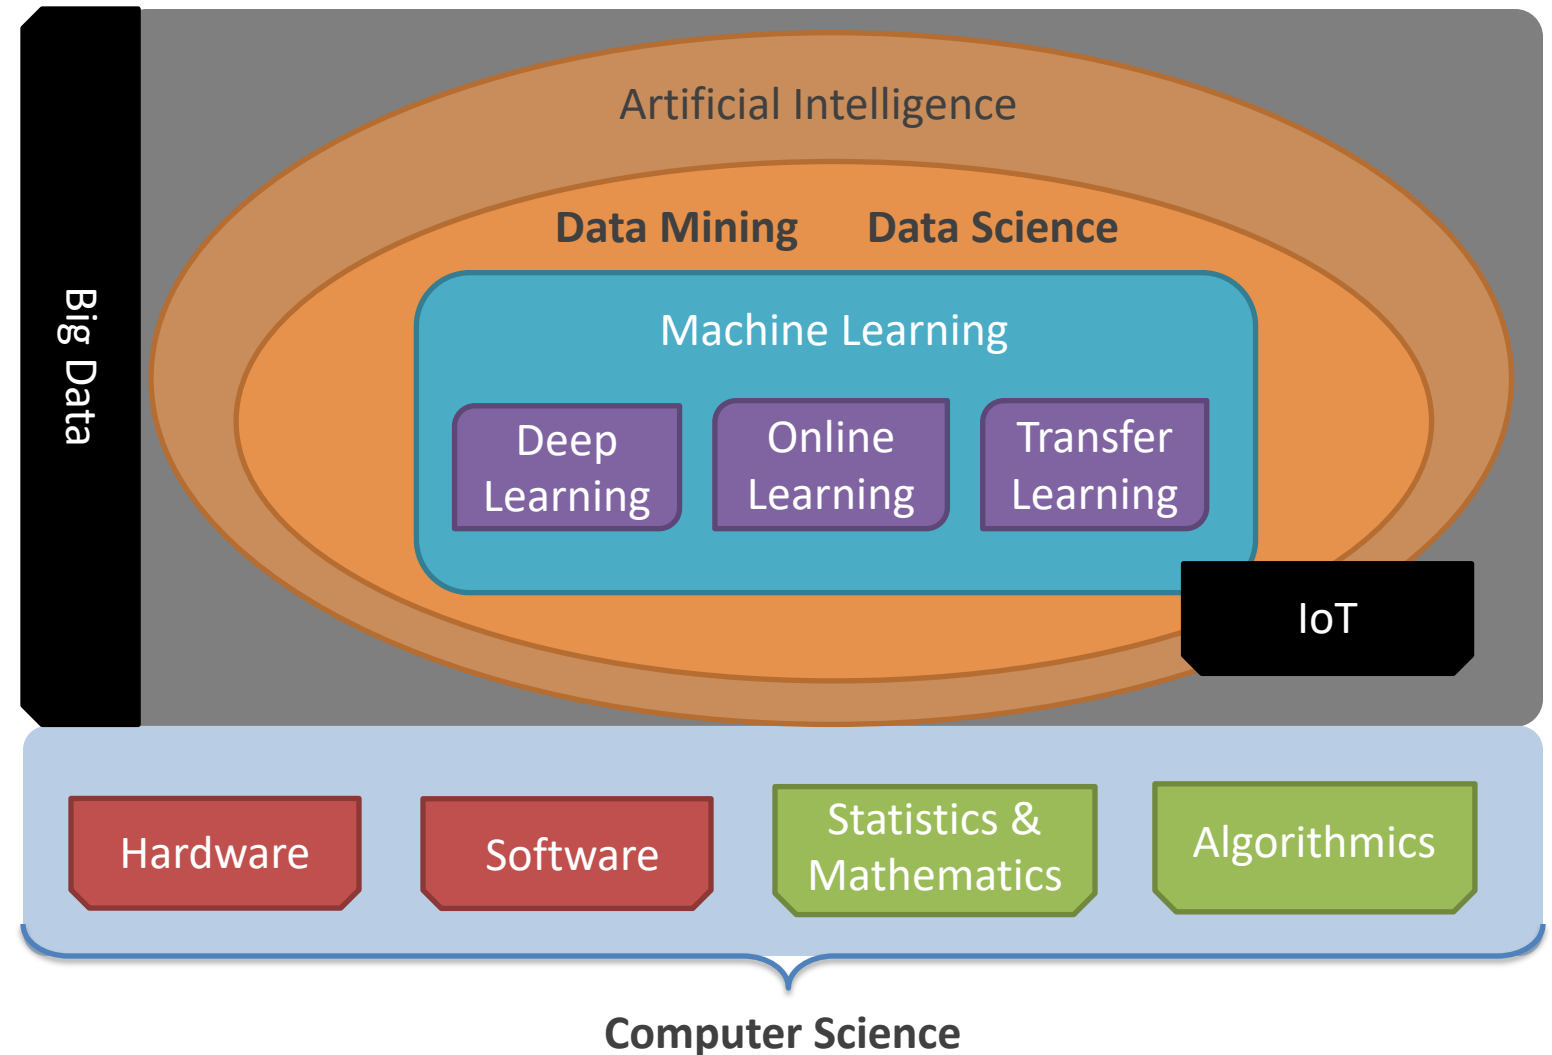 Big Data
Artificial Intelligence
Data Mining Data Science
Machine Learning
Deep
Learning
Online
Learning
Transfer
Learning
IoT
Hardware
Software
Statistics &
Mathematics
Algorithmics
Computer Science